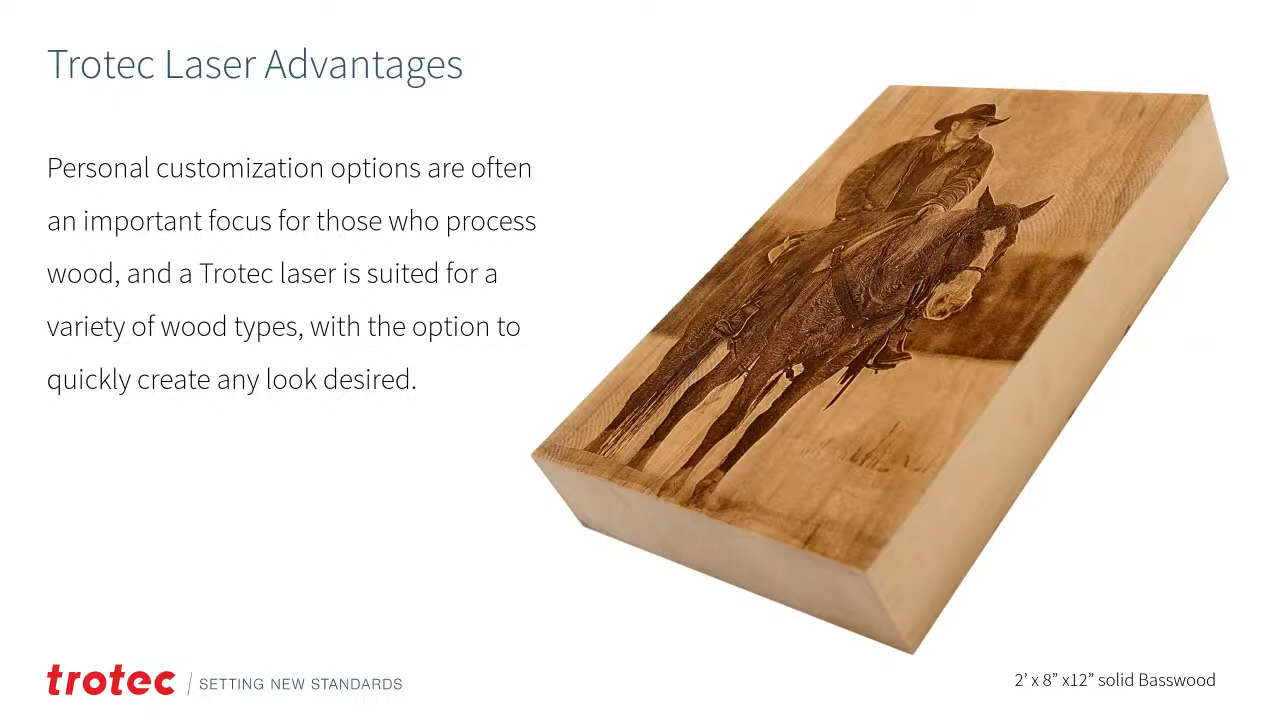 Trotec Laser Advantages
Personal customization options are often
an important focus for those who process
wood, and a Trotec laser is suited for a
variety of wood types, with the option to
quickly create any look desired.
trotec | SETTING NEW STANDARDS
2’ x 8” x12” solid Basswood